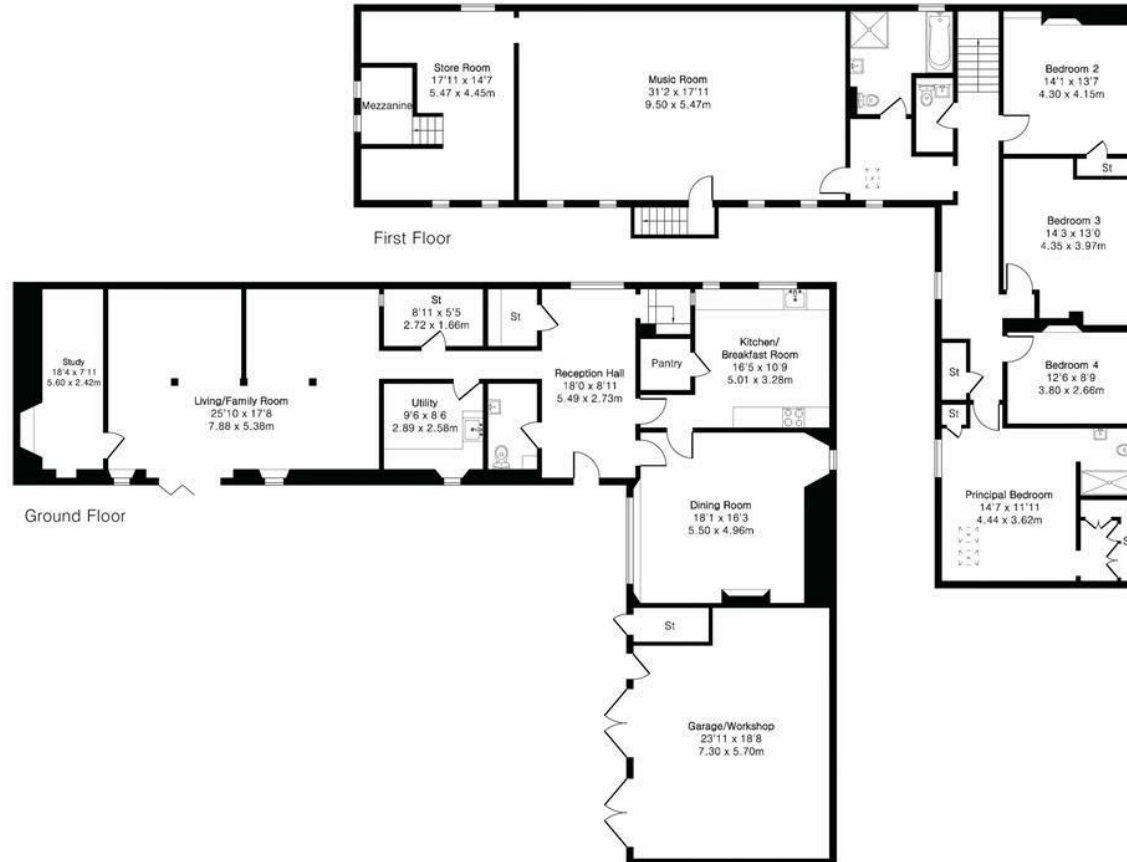 Store Room
17'11 x 14'7
5.47 x 4.45m
Mezzanine
Music Room
31'2 x 17'11
9.50 x 5.47m
Bedroom 2
14'1 x 13'7
4.30 x 4.15m
St
Bedroom 3
14'3 x 13'0
4.35 x 3.97m
First Floor
Bedroom 4
12'6 x 8'9
3.80 x 2.66m
St
St
Principal Bedroom
14'7 x 11'11
4.44 x 3.62m
Study
18'4 x 7'11
5.60 x 2.42m
Living/Family Room
25'10 x 17'8
7.88 x 5.38m
St
8'11 x 5'5
2.72 x 1.66m
St
Utility
9'6 x 8'6
2.89 x 2.58m
Reception Hall
18'0 x 8'11
5.49 x 2.73m
Pantry
Kitchen/
Breakfast Room
16'5 x 10'9
5.01 x 3.28m
Ground Floor
Dining Room
18'1 x 16'3
5.50 x 4.96m
St
Garage/Workshop
23'11 x 18'8
7.30 x 5.70m